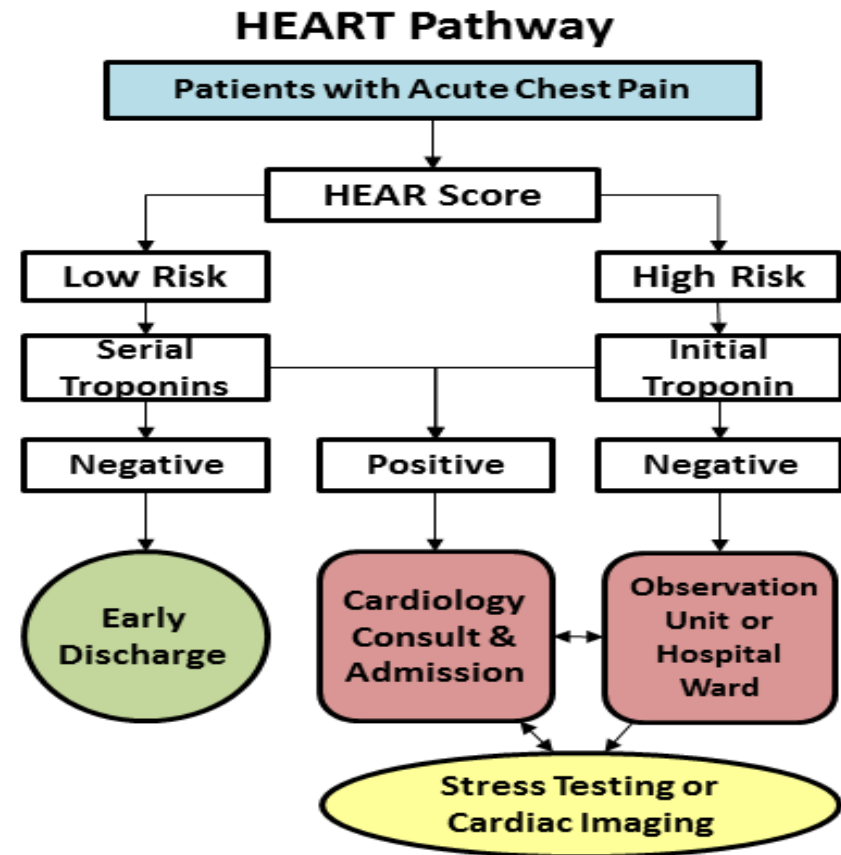 HEART Pathway
Patients with Acute Chest Pain
HEAR Score
Low Risk
High Risk
Serial
Troponins
Initial
Troponin
Negative
Positive
Negative
Early
Discharge
Cardiology
Consult &
Admission
Observation
Unit or
Hospital
Ward
Stress Testing or
Cardiac Imaging